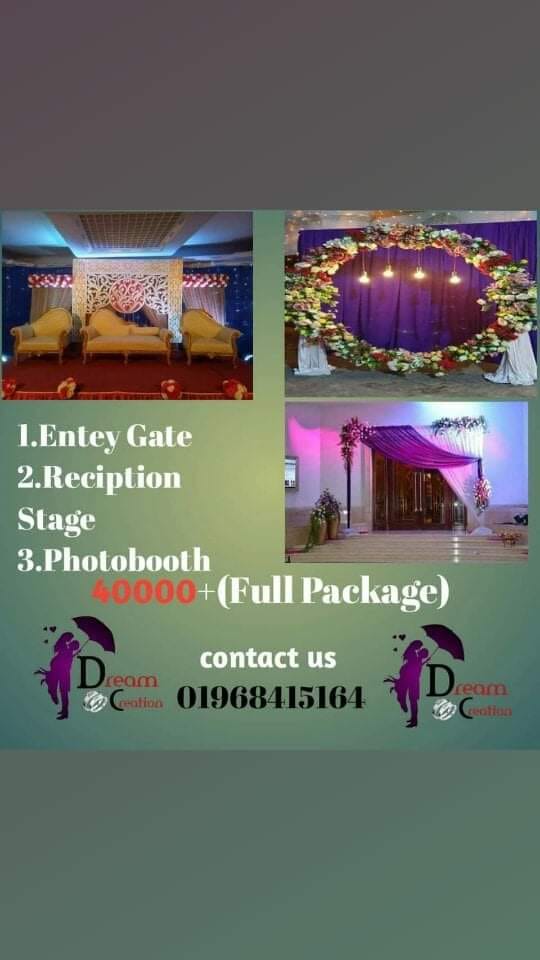 1.Entey Gate
2.Reciption
Stage
3.Photobooth
40000+(Full Package)
contact us
01968415164
Dream
Creation
Dream
Creation